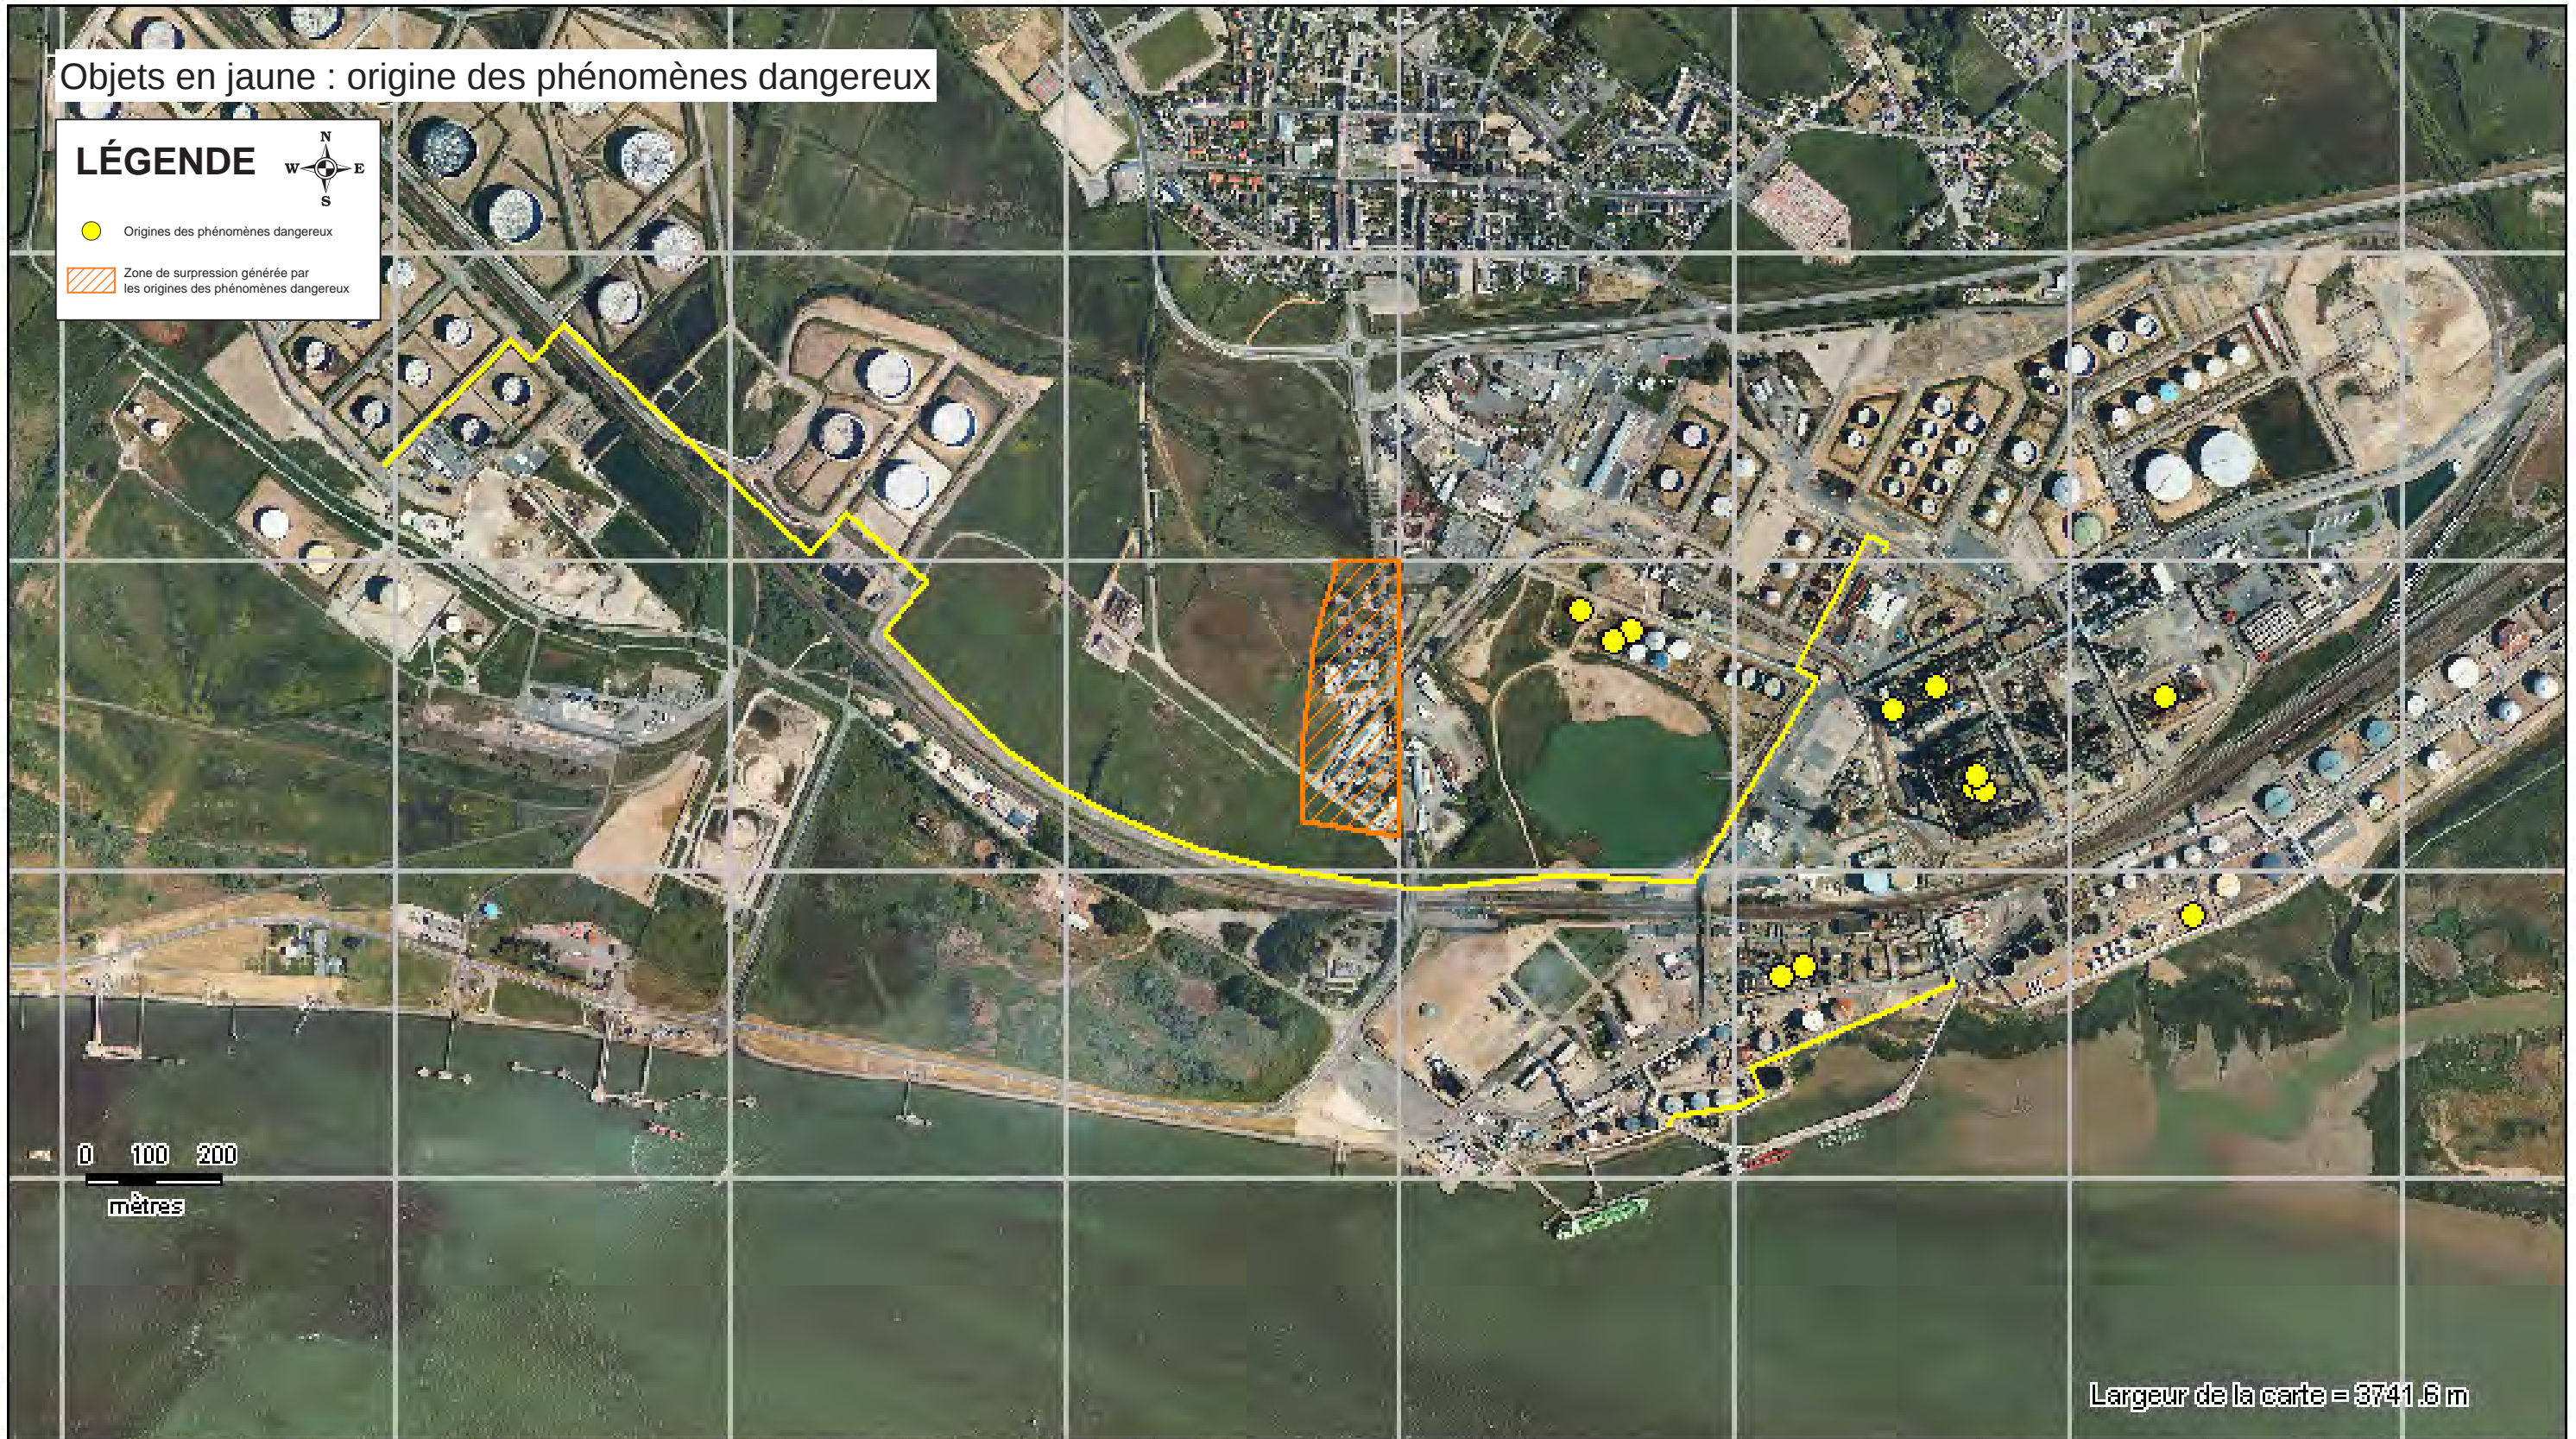 Objets en jaune : origine des phénomènes dangereux
LÉGENDE
N
W E
S
Origines des phénomènes dangereux
Zone de surpression générée par
les origines des phénomènes dangereux
0 100 200
mètres
Largeur de la carte = 3741.6 m